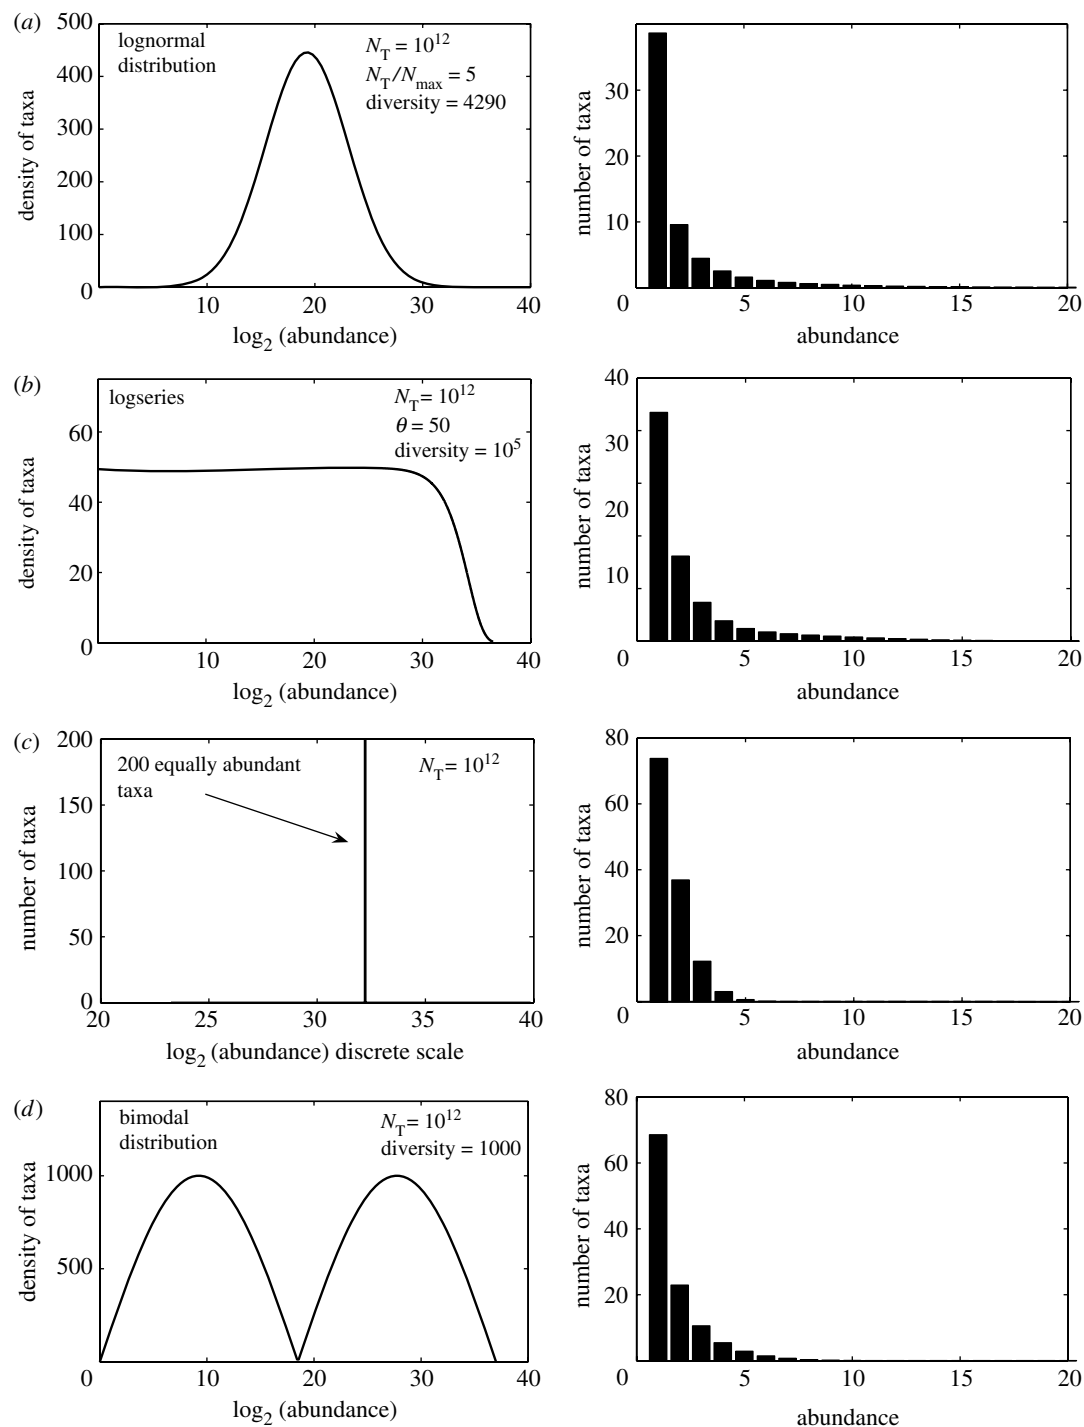 (a)
500
400
300
200
100
0
density of taxa
lognormal
distribution
N_T = 10^12
N_T/N_max = 5
diversity = 4290
10
20
30
40
log_2 (abundance)
40
30
20
10
0
number of taxa
5
10
15
20
abundance
(b)
60
40
20
0
density of taxa
logseries
N_T = 10^12
θ = 50
diversity = 10^5
10
20
30
40
log_2 (abundance)
40
30
20
10
0
number of taxa
5
10
15
20
abundance
(c)
200
150
100
50
0
number of taxa
200 equally abundant
taxa
N_T = 10^12
20
25
30
35
40
log_2 (abundance) discrete scale
80
60
40
20
0
number of taxa
5
10
15
20
abundance
(d)
1000
500
density of taxa
bimodal
distribution
N_T = 10^12
diversity = 1000
0
10
20
30
40
log_2 (abundance)
80
60
40
20
0
number of taxa
5
10
15
20
abundance